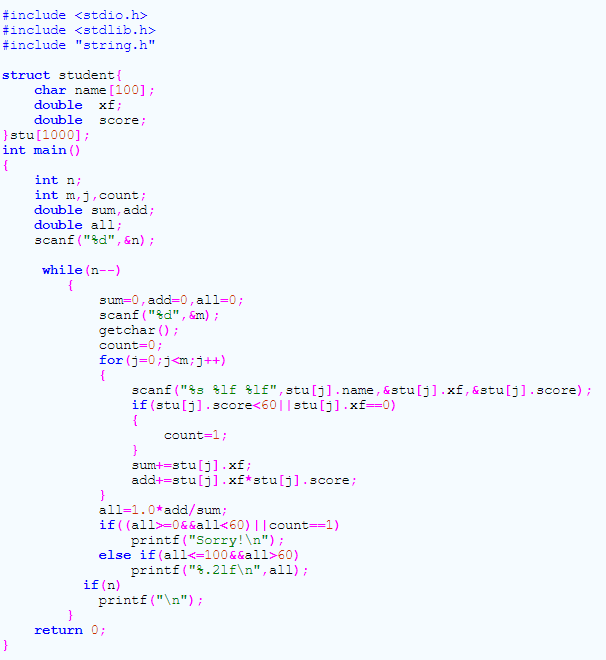 #include <stdio.h>
#include <stdlib.h>
#include "string.h"
struct student{
    char name[100];
    double  xf;
    double  score;
}stu[1000];
int main()
{
    int n;
    int m,j,count;
    double sum,add;
    double all;
    scanf("%d",&n);
     while(n--)
        {
            sum=0,add=0,all=0;
            scanf("%d",&m);
            getchar();
            count=0;
            for(j=0;j<m;j++)
            {
                scanf("%s %lf %lf",stu[j].name,&stu[j].xf,&stu[j].score);
                if(stu[j].score<60||stu[j].xf==0)
                {
                    count=1;
                }
                sum+=stu[j].xf;
                add+=stu[j].xf*stu[j].score;
            }
            all=1.0*add/sum;
            if((all>=0&&all<60)||count==1)
                printf("Sorry!\n");
            else if(all<=100&&all>60)
                printf("%.2lf\n",all);
          if(n)
            printf("\n");
        }
    return 0;
}